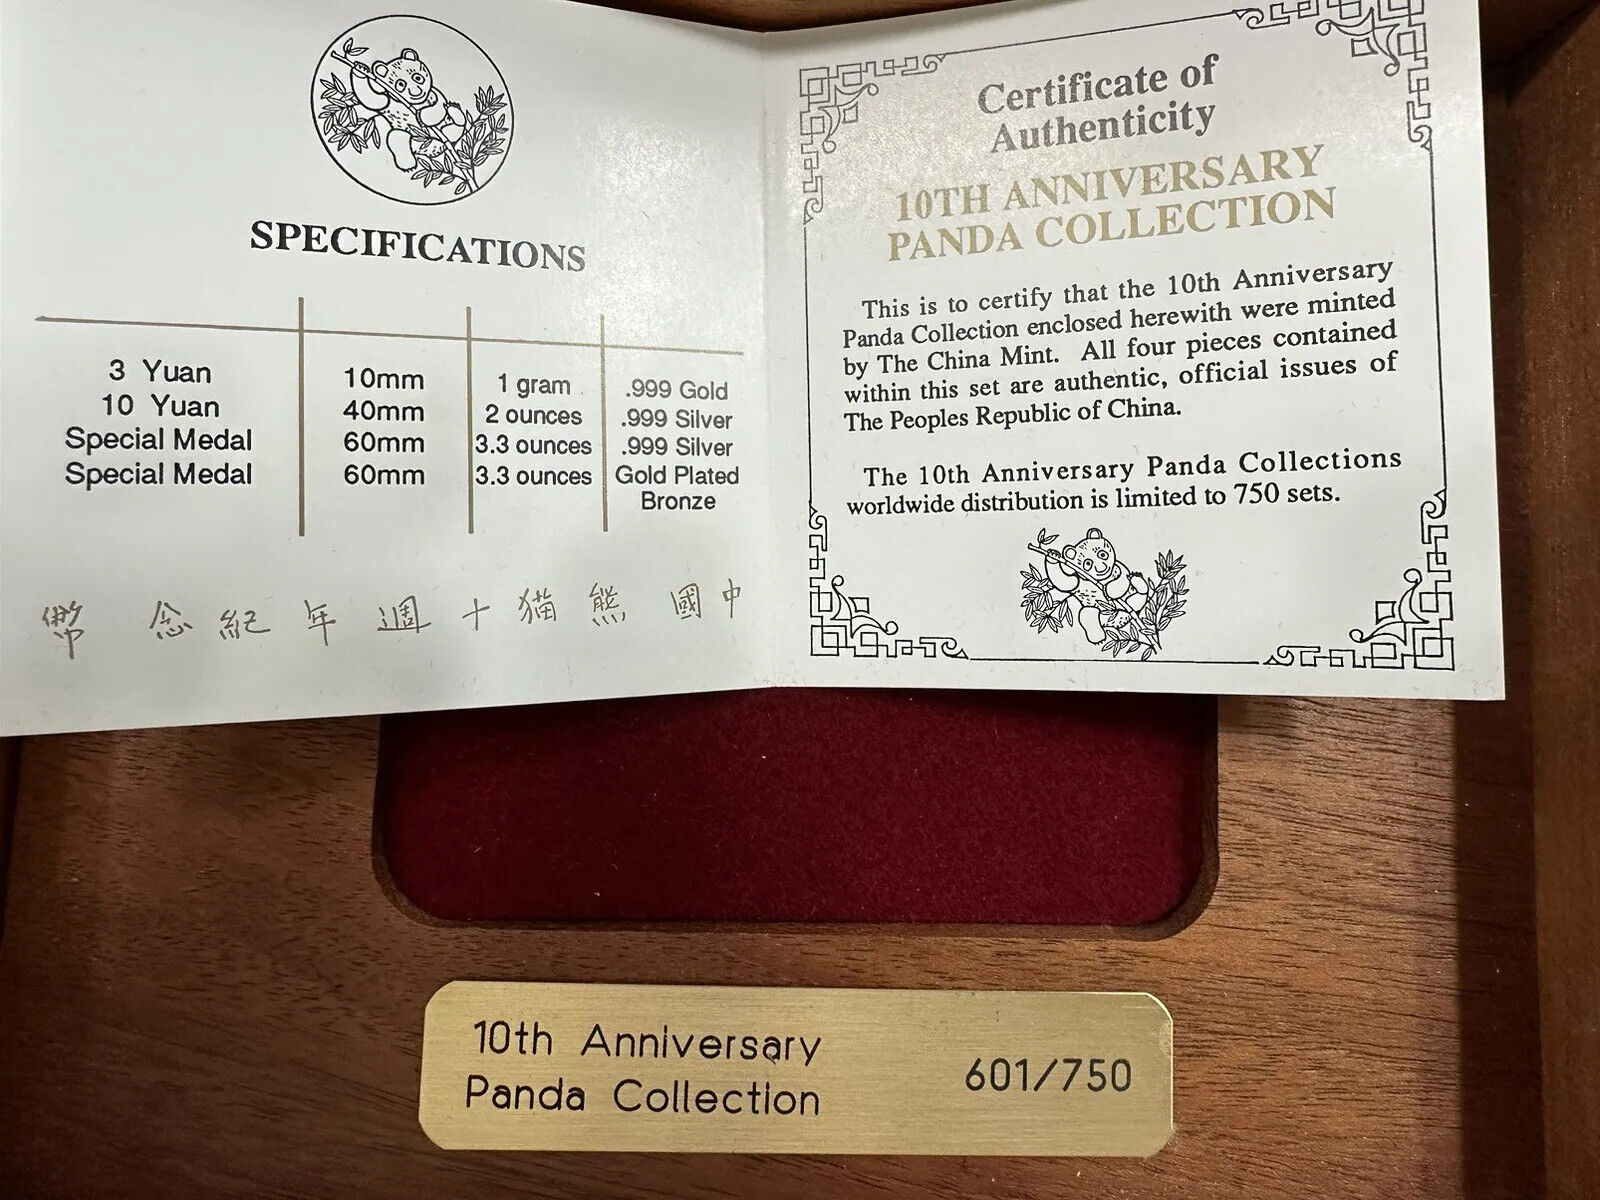 SPECIFICATIONS
3 Yuan 10mm 1 gram .999 Gold
10 Yuan 40mm 2 ounces .999 Silver
Special Medal 60mm 3.3 ounces .999 Silver
Special Medal 60mm 3.3 ounces Gold Plated
Bronze
中國熊猫十週年紀念幣
Certificate of
Authenticity
10TH ANNIVERSARY
PANDA COLLECTION
This is to certify that the 10th Anniversary
Panda Collection enclosed herewith were minted
by The China Mint. All four pieces contained
within this set are authentic, official issues of
The Peoples Republic of China.
The 10th Anniversary Panda Collections
worldwide distribution is limited to 750 sets.
10th Anniversary
Panda Collection
601/750